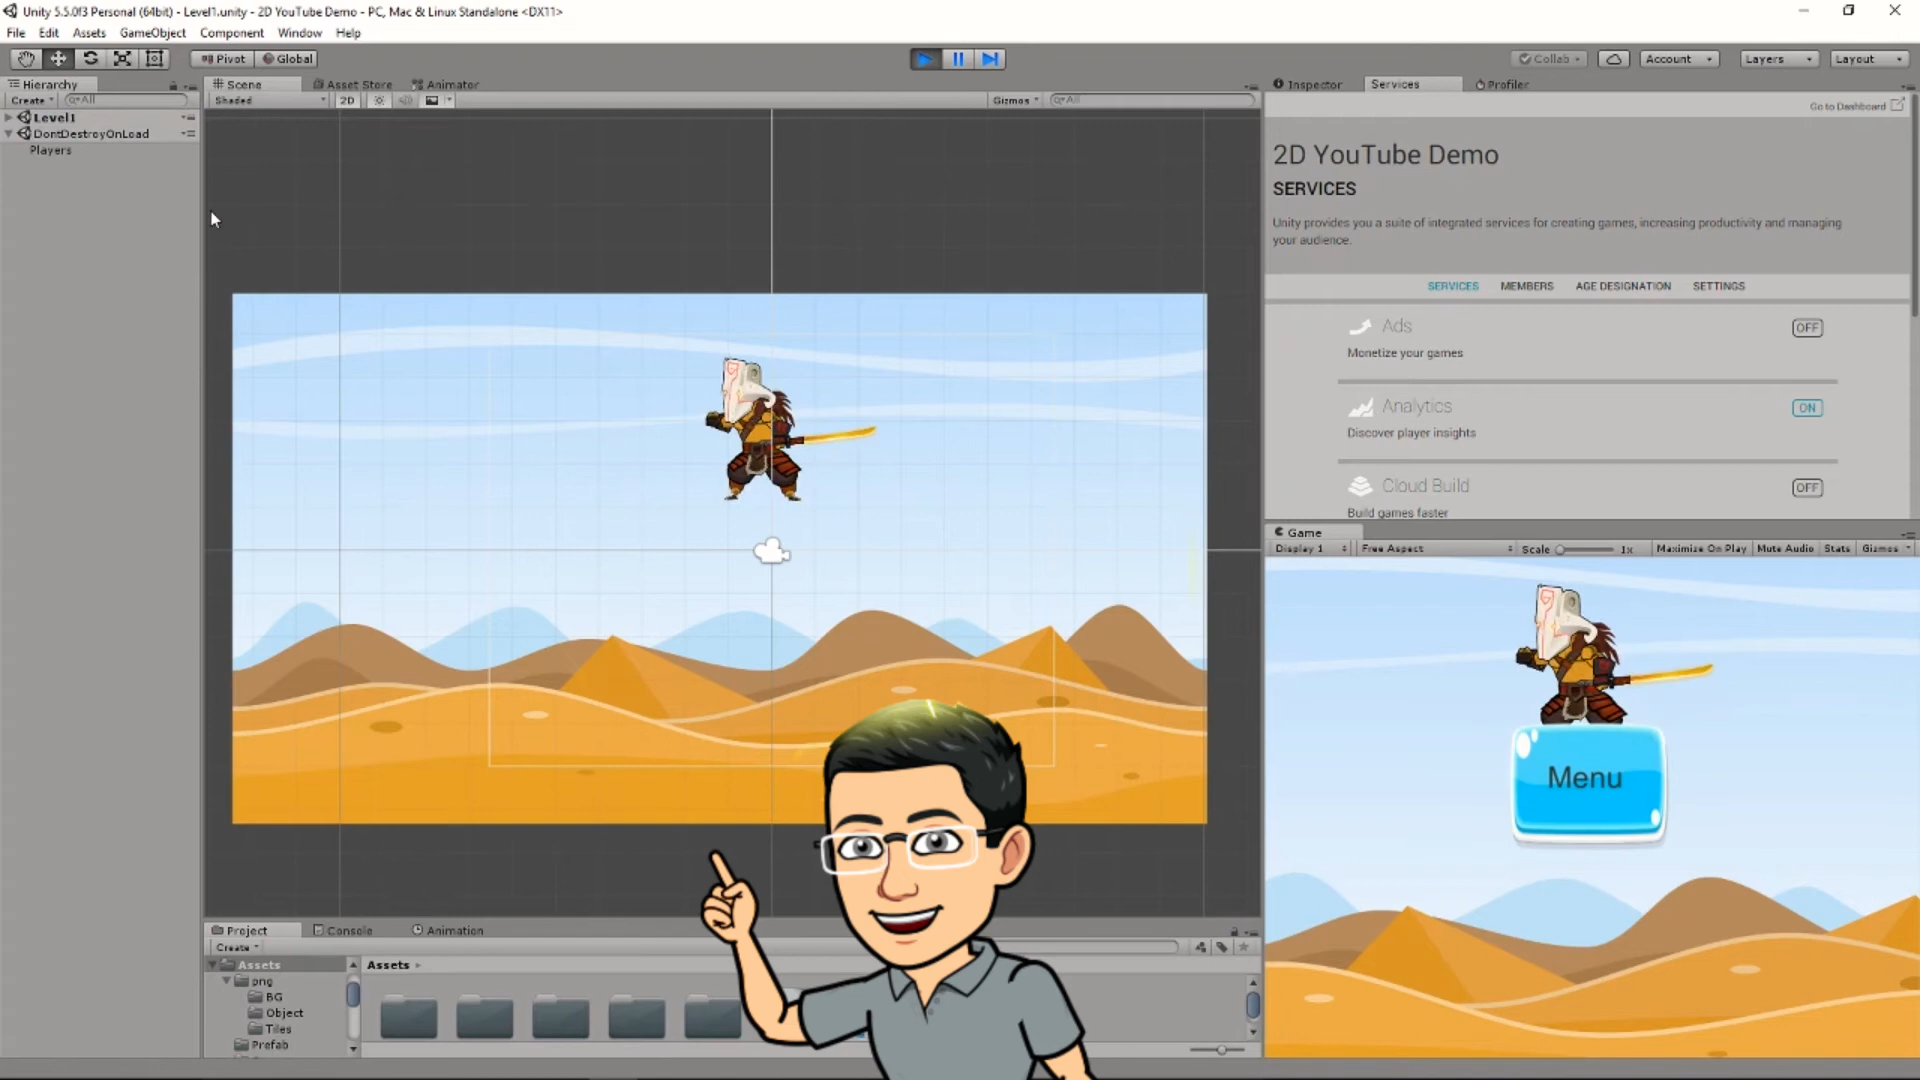 Unity 5.5.0f3 Personal (64bit) - Level1.unity - 2D YouTube Demo - PC, Mac & Linux Standalone <DX11>
File Edit Assets GameObject Component Window Help
Pivot Global Collab Account Layers Layout
Hierarchy
Create All
Level1
DontDestroyOnLoad
Players
Scene Asset Store Animator
Shaded 2D Gizmos All
Inspector Services Profiler
Go to Dashboard
2D YouTube Demo
SERVICES
Unity provides you a suite of integrated services for creating games, increasing productivity and managing
your audience.
SERVICES MEMBERS AGE DESIGNATION SETTINGS
Ads OFF
Monetize your games
Analytics ON
Discover player insights
Cloud Build OFF
Build games faster
Game
Display 1 Free Aspect Scale 1x Maximize On Play Mute Audio Stats Gizmos
Menu
Project Console Animation
Create
Assets
png
BG
Object
Tiles
Prefab
Assets